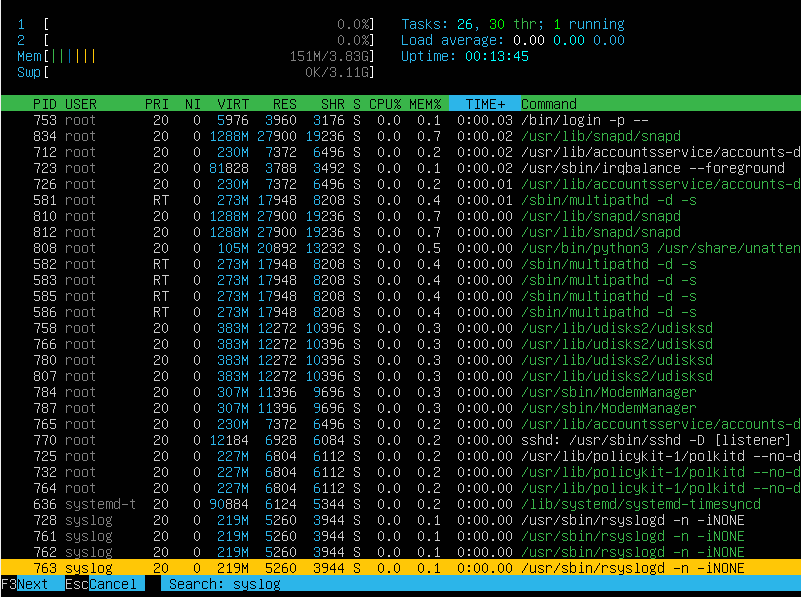 1 [ 0.0%] Tasks: 26, 30 thr; 1 running
2 [ 0.0%] Load average: 0.00 0.00 0.00
Mem[|||||| 151M/3.83G] Uptime: 00:13:45
Swp[ 0K/3.11G]
PID USER PRI NI VIRT RES SHR S CPU% MEM% TIME+ Command
753 root 20 0 5976 3960 3176 S 0.0 0.1 0:00.03 /bin/login -p --
834 root 20 0 1288M 27900 19236 S 0.0 0.7 0:00.02 /usr/lib/snapd/snapd
712 root 20 0 230M 7372 6496 S 0.0 0.2 0:00.02 /usr/lib/accountsservice/accounts-d
723 root 20 0 81828 3788 3492 S 0.0 0.1 0:00.02 /usr/sbin/irqbalance --foreground
726 root 20 0 230M 7372 6496 S 0.0 0.2 0:00.01 /usr/lib/accountsservice/accounts-d
581 root RT 0 273M 17948 8208 S 0.0 0.4 0:00.01 /sbin/multipathd -d -s
810 root 20 0 1288M 27900 19236 S 0.0 0.7 0:00.00 /usr/lib/snapd/snapd
812 root 20 0 1288M 27900 19236 S 0.0 0.7 0:00.00 /usr/lib/snapd/snapd
808 root 20 0 105M 20892 13232 S 0.0 0.5 0:00.00 /usr/bin/python3 /usr/share/unatten
582 root RT 0 273M 17948 8208 S 0.0 0.4 0:00.00 /sbin/multipathd -d -s
583 root RT 0 273M 17948 8208 S 0.0 0.4 0:00.00 /sbin/multipathd -d -s
585 root RT 0 273M 17948 8208 S 0.0 0.4 0:00.00 /sbin/multipathd -d -s
586 root RT 0 273M 17948 8208 S 0.0 0.4 0:00.00 /sbin/multipathd -d -s
758 root 20 0 383M 12272 10396 S 0.0 0.3 0:00.00 /usr/lib/udisks2/udisksd
766 root 20 0 383M 12272 10396 S 0.0 0.3 0:00.00 /usr/lib/udisks2/udisksd
780 root 20 0 383M 12272 10396 S 0.0 0.3 0:00.00 /usr/lib/udisks2/udisksd
807 root 20 0 383M 12272 10396 S 0.0 0.3 0:00.00 /usr/lib/udisks2/udisksd
784 root 20 0 307M 11396 9696 S 0.0 0.3 0:00.00 /usr/sbin/ModemManager
787 root 20 0 307M 11396 9696 S 0.0 0.3 0:00.00 /usr/sbin/ModemManager
765 root 20 0 230M 7372 6496 S 0.0 0.2 0:00.00 /usr/lib/accountsservice/accounts-d
770 root 20 0 12184 6928 6084 S 0.0 0.2 0:00.00 sshd: /usr/sbin/sshd -D [listener]
725 root 20 0 227M 6804 6112 S 0.0 0.2 0:00.00 /usr/lib/policykit-1/polkitd --no-d
732 root 20 0 227M 6804 6112 S 0.0 0.2 0:00.00 /usr/lib/policykit-1/polkitd --no-d
764 root 20 0 227M 6804 6112 S 0.0 0.2 0:00.00 /usr/lib/policykit-1/polkitd --no-d
636 systemd-t 20 0 90884 6124 5344 S 0.0 0.2 0:00.00 /lib/systemd/systemd-timesyncd
728 syslog 20 0 219M 5260 3944 S 0.0 0.1 0:00.00 /usr/sbin/rsyslogd -n -iNONE
761 syslog 20 0 219M 5260 3944 S 0.0 0.1 0:00.00 /usr/sbin/rsyslogd -n -iNONE
762 syslog 20 0 219M 5260 3944 S 0.0 0.1 0:00.00 /usr/sbin/rsyslogd -n -iNONE
763 syslog 20 0 219M 5260 3944 S 0.0 0.1 0:00.00 /usr/sbin/rsyslogd -n -iNONE
F3Next EscCancel Search: syslog